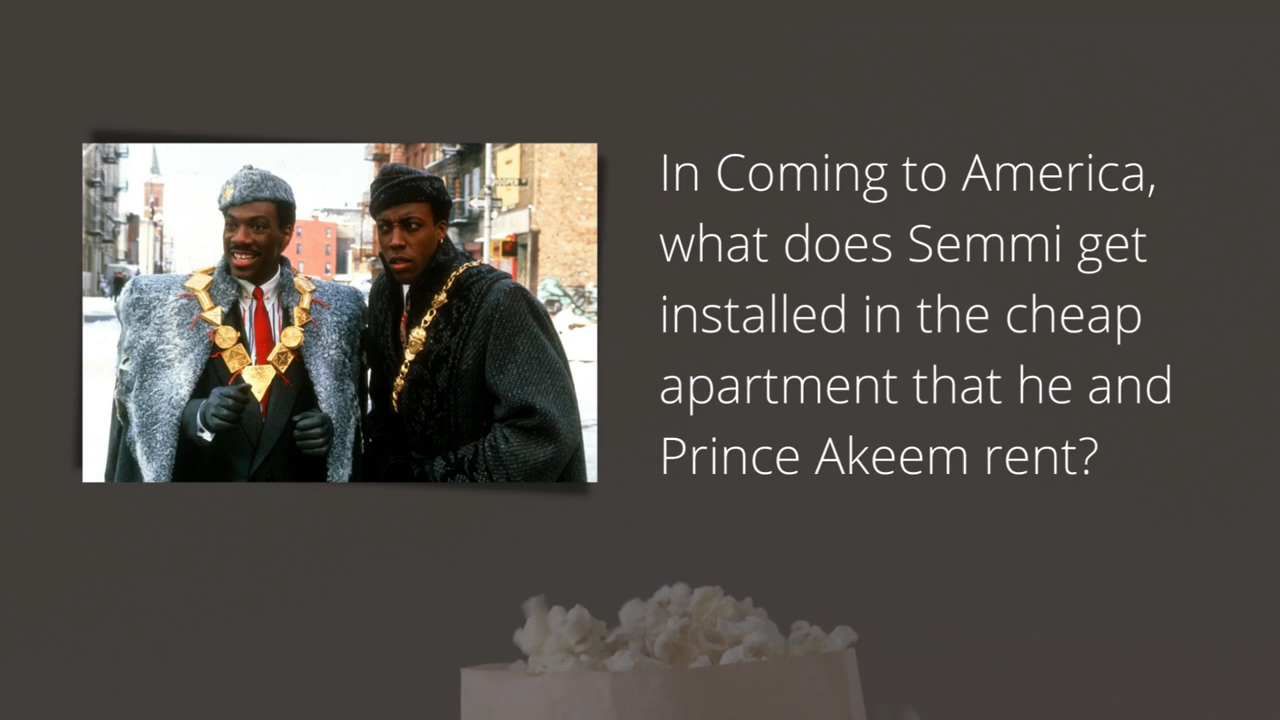 In Coming to America,
what does Semmi get
installed in the cheap
apartment that he and
Prince Akeem rent?